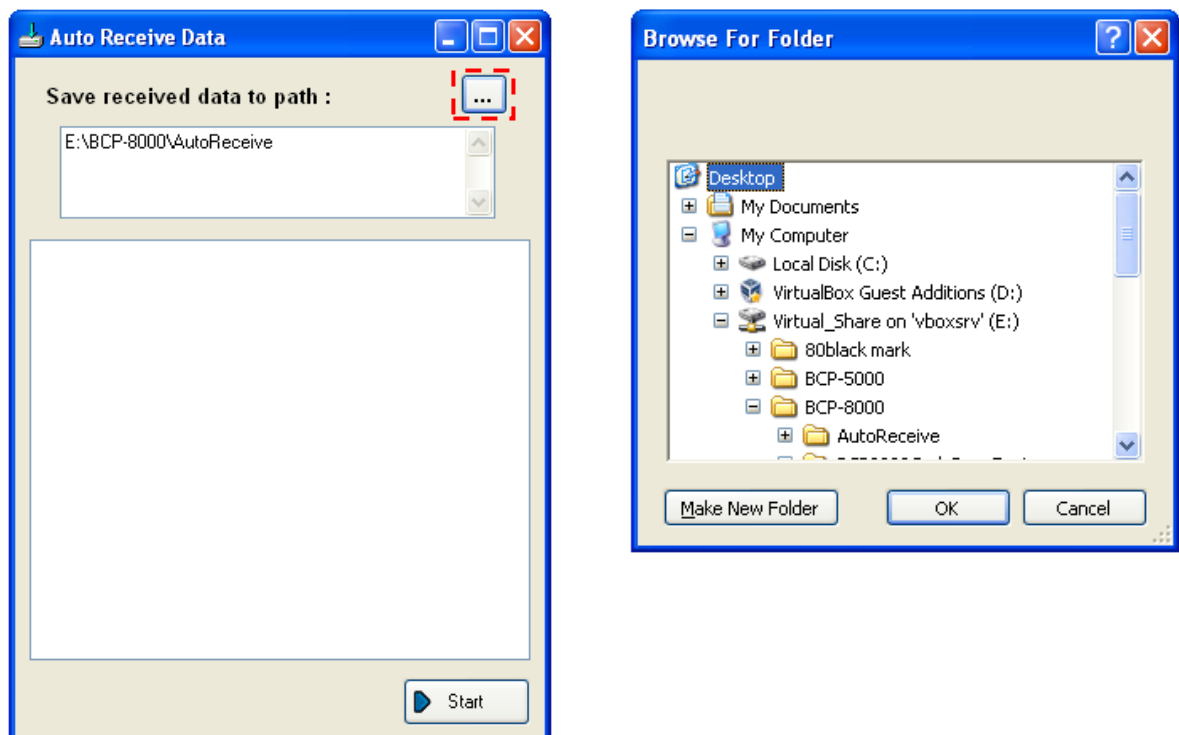 Auto Receive Data
Save received data to path :
...
E:\BCP-8000\AutoReceive
Start
Browse For Folder
Desktop
My Documents
My Computer
Local Disk (C:)
VirtualBox Guest Additions (D:)
Virtual_Share on 'vboxsrv' (E:)
80black mark
BCP-5000
BCP-8000
AutoReceive
Make New Folder
OK
Cancel